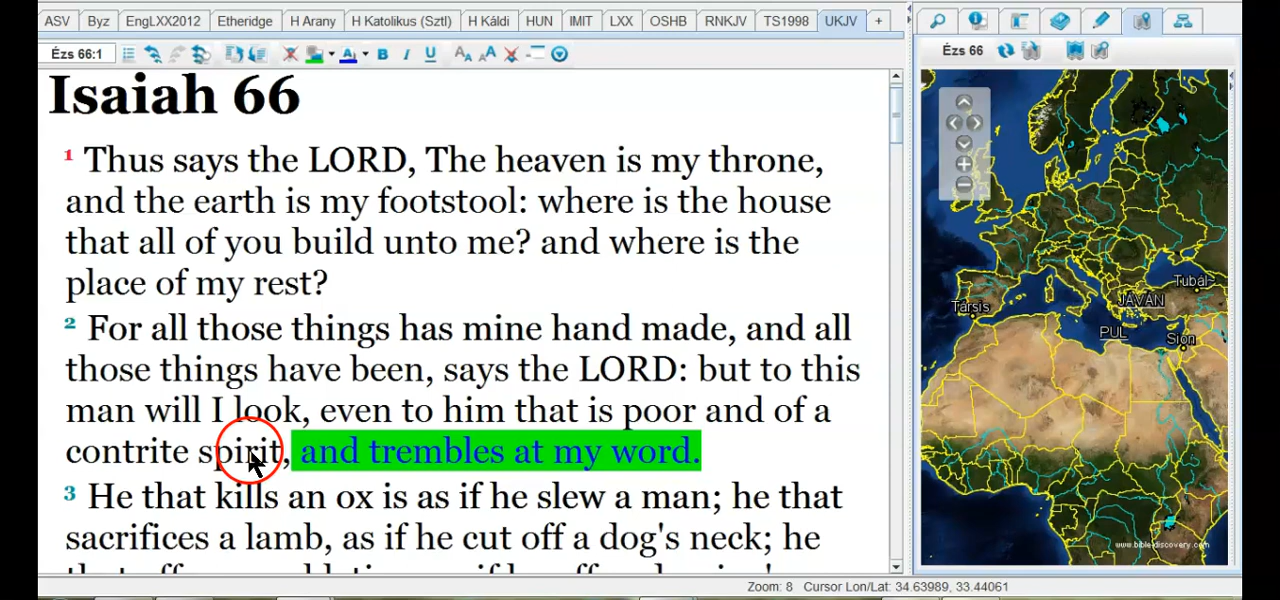 ASV Byz EngLXX2012 Etheridge H Arany H Katolikus (Sztl) H Káldi HUN IMIT LXX OSHB RNKJV TS1998 UKJV +
Ézs 66:1
Isaiah 66
1 Thus says the LORD, The heaven is my throne,
and the earth is my footstool: where is the house
that all of you build unto me? and where is the
place of my rest?
2 For all those things has mine hand made, and all
those things have been, says the LORD: but to this
man will I look, even to him that is poor and of a
contrite spirit, and trembles at my word.
3 He that kills an ox is as if he slew a man; he that
sacrifices a lamb, as if he cut off a dog's neck; he
Ézs 66
Tubál
JAVAN
Társis
PUL
Sion
www.bible-discovery.com
Zoom: 8 Cursor Lon/Lat: 34.63989, 33.44061